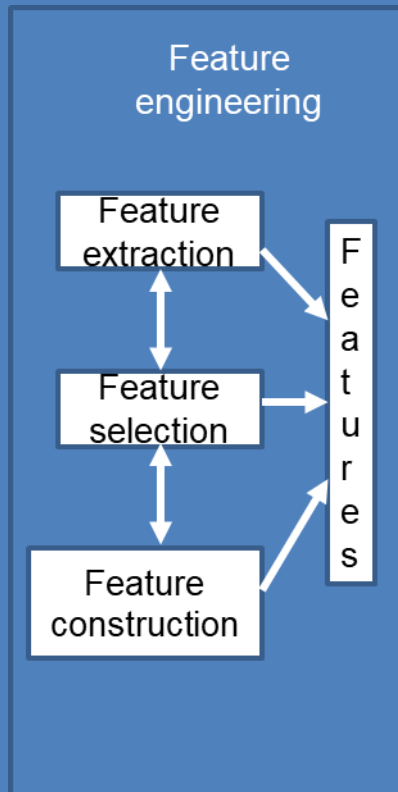 Feature
engineering
Feature
extraction
Feature
selection
Feature
construction
F
e
a
t
u
r
e
s